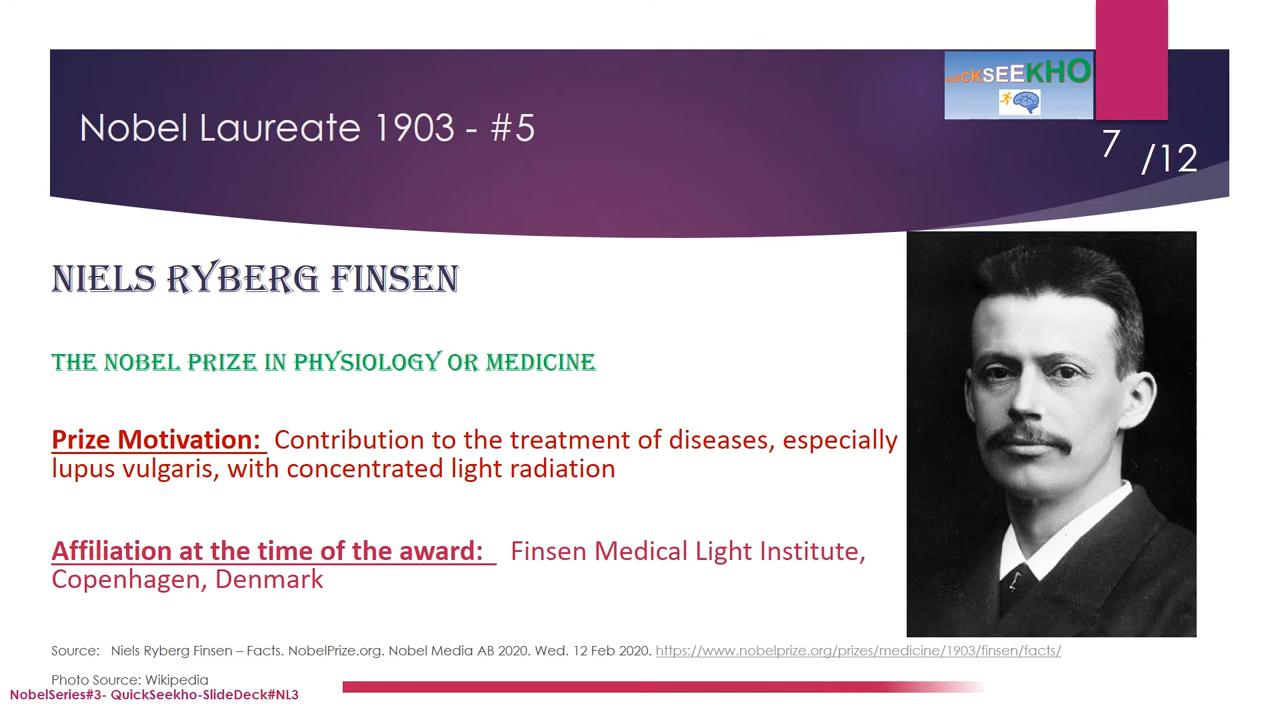 QUICKSEEKHO
Nobel Laureate 1903 - #5
7 /12
NIELS RYBERG FINSEN
THE NOBEL PRIZE IN PHYSIOLOGY OR MEDICINE
Prize Motivation: Contribution to the treatment of diseases, especially
lupus vulgaris, with concentrated light radiation
Affiliation at the time of the award: Finsen Medical Light Institute,
Copenhagen, Denmark
Source: Niels Ryberg Finsen – Facts. NobelPrize.org. Nobel Media AB 2020. Wed. 12 Feb 2020. https://www.nobelprize.org/prizes/medicine/1903/finsen/facts/
Photo Source: Wikipedia
NobelSeries#3- QuickSeekho-SlideDeck#NL3